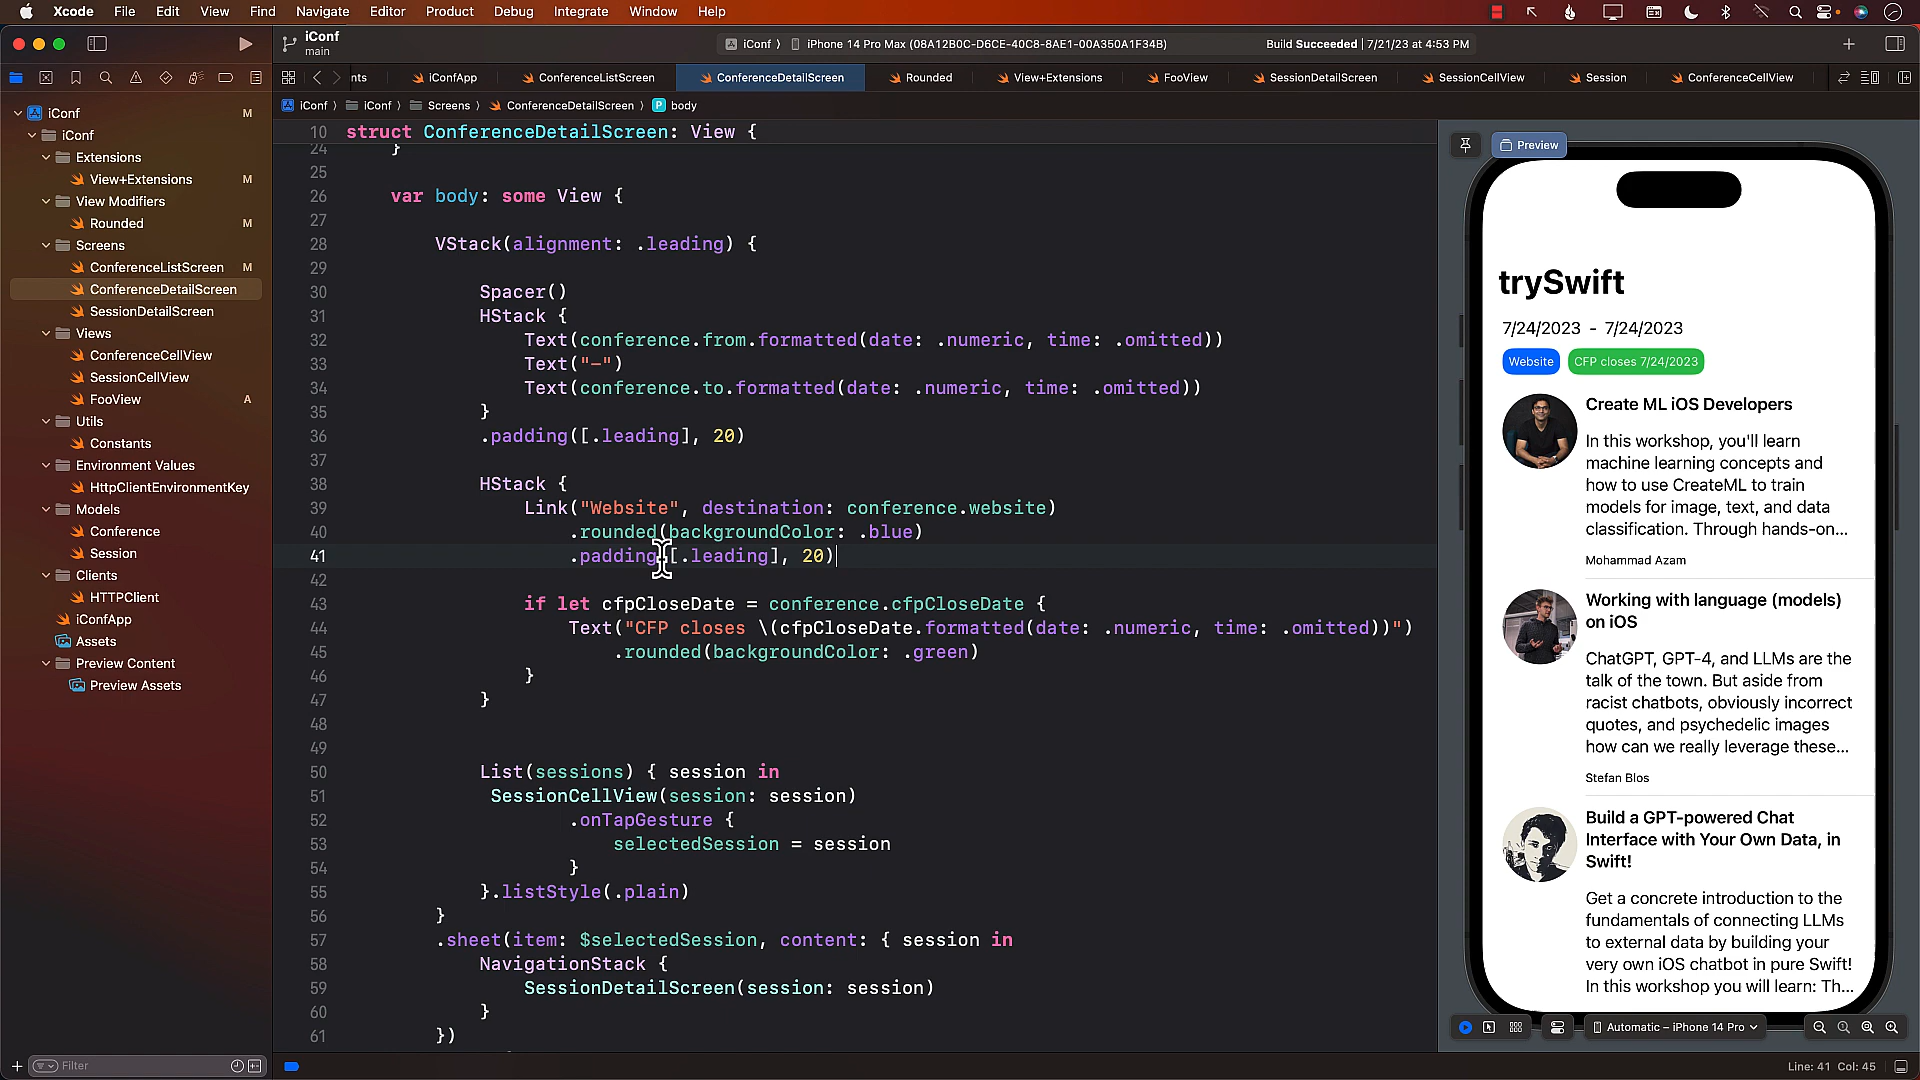 Xcode File Edit View Find Navigate Editor Product Debug Integrate Window Help
iConf
main
iConf 〉 iPhone 14 Pro Max (08A12B0C-D6CE-40C8-8AE1-00A350A1F34B)
Build Succeeded | 7/21/23 at 4:53 PM
nts iConfApp ConferenceListScreen ConferenceDetailScreen Rounded View+Extensions FooView SessionDetailScreen SessionCellView Session ConferenceCellView
iConf 〉 iConf 〉 Screens 〉 ConferenceDetailScreen 〉 P body
iConf M
iConf
Extensions
View+Extensions M
View Modifiers
Rounded M
Screens
ConferenceListScreen M
ConferenceDetailScreen
SessionDetailScreen
Views
ConferenceCellView
SessionCellView
FooView A
Utils
Constants
Environment Values
HttpClientEnvironmentKey
Models
Conference
Session
Clients
HTTPClient
iConfApp
Assets
Preview Content
Preview Assets
Filter
10 struct ConferenceDetailScreen: View {
24 }
25
26 var body: some View {
27
28 VStack(alignment: .leading) {
29
30 Spacer()
31 HStack {
32 Text(conference.from.formatted(date: .numeric, time: .omitted))
33 Text("-")
34 Text(conference.to.formatted(date: .numeric, time: .omitted))
35 }
36 .padding([.leading], 20)
37
38 HStack {
39 Link("Website", destination: conference.website)
40 .rounded(backgroundColor: .blue)
41 .padding([.leading], 20)
42
43 if let cfpCloseDate = conference.cfpCloseDate {
44 Text("CFP closes \(cfpCloseDate.formatted(date: .numeric, time: .omitted))")
45 .rounded(backgroundColor: .green)
46 }
47 }
48
49
50 List(sessions) { session in
51 SessionCellView(session: session)
52 .onTapGesture {
53 selectedSession = session
54 }
55 }.listStyle(.plain)
56 }
57 .sheet(item: $selectedSession, content: { session in
58 NavigationStack {
59 SessionDetailScreen(session: session)
60 }
61 })
Preview
trySwift
7/24/2023 - 7/24/2023
Website CFP closes 7/24/2023
Create ML iOS Developers
In this workshop, you'll learn
machine learning concepts and
how to use CreateML to train
models for image, text, and data
classification. Through hands-on...
Mohammad Azam
Working with language (models)
on iOS
ChatGPT, GPT-4, and LLMs are the
talk of the town. But aside from
racist chatbots, obviously incorrect
quotes, and psychedelic images
how can we really leverage these...
Stefan Blos
Build a GPT-powered Chat
Interface with Your Own Data, in
Swift!
Get a concrete introduction to the
fundamentals of connecting LLMs
to external data by building your
very own iOS chatbot in pure Swift!
In this workshop you will learn: Th...
Automatic – iPhone 14 Pro
Line: 41 Col: 45